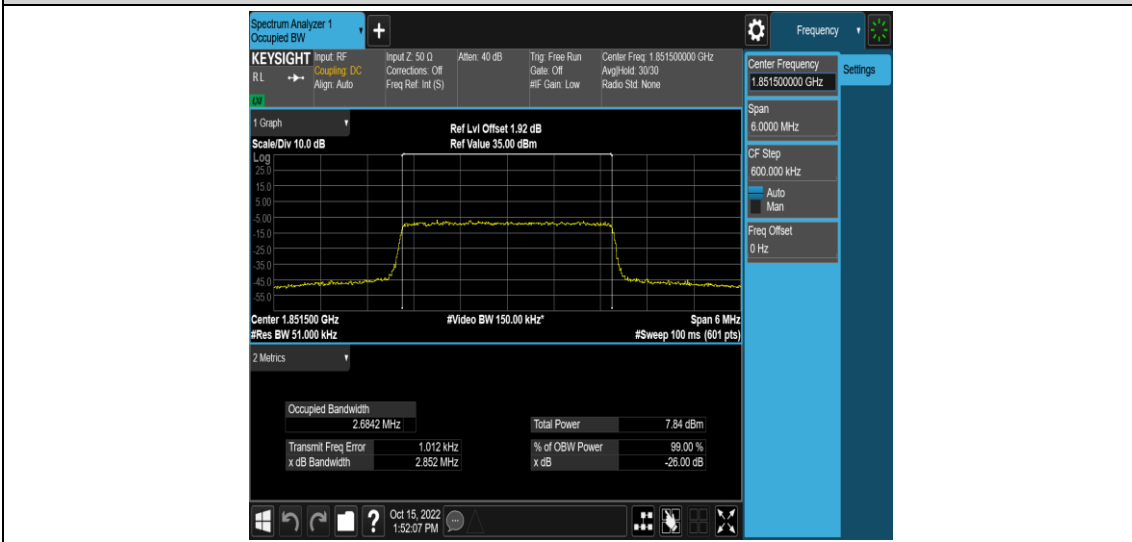 Spectrum Analyzer 1
Occupied BW
+
Frequency
KEYSIGHT
RL
LXI
Input: RF
Coupling: DC
Align: Auto
Input Z: 50 Ω
Corrections: Off
Freq Ref: Int (S)
Atten: 40 dB
Trig: Free Run
Gate: Off
#IF Gain: Low
Center Freq: 1.851500000 GHz
Avg|Hold: 30/30
Radio Std: None
Center Frequency
1.851500000 GHz
Settings
Span
6.0000 MHz
CF Step
600.000 kHz
Auto
Man
Freq Offset
0 Hz
1 Graph
Scale/Div 10.0 dB
Ref Lvl Offset 1.92 dB
Ref Value 35.00 dBm
Log
25.0
15.0
5.00
-5.00
-15.0
-25.0
-35.0
-45.0
-55.0
Center 1.851500 GHz
#Video BW 150.00 kHz*
Span 6 MHz
#Res BW 51.000 kHz
#Sweep 100 ms (601 pts)
2 Metrics
Occupied Bandwidth
2.6842 MHz
Total Power 7.84 dBm
Transmit Freq Error 1.012 kHz
% of OBW Power 99.00 %
x dB Bandwidth 2.852 MHz
x dB -26.00 dB
?
Oct 15, 2022
1:52:07 PM